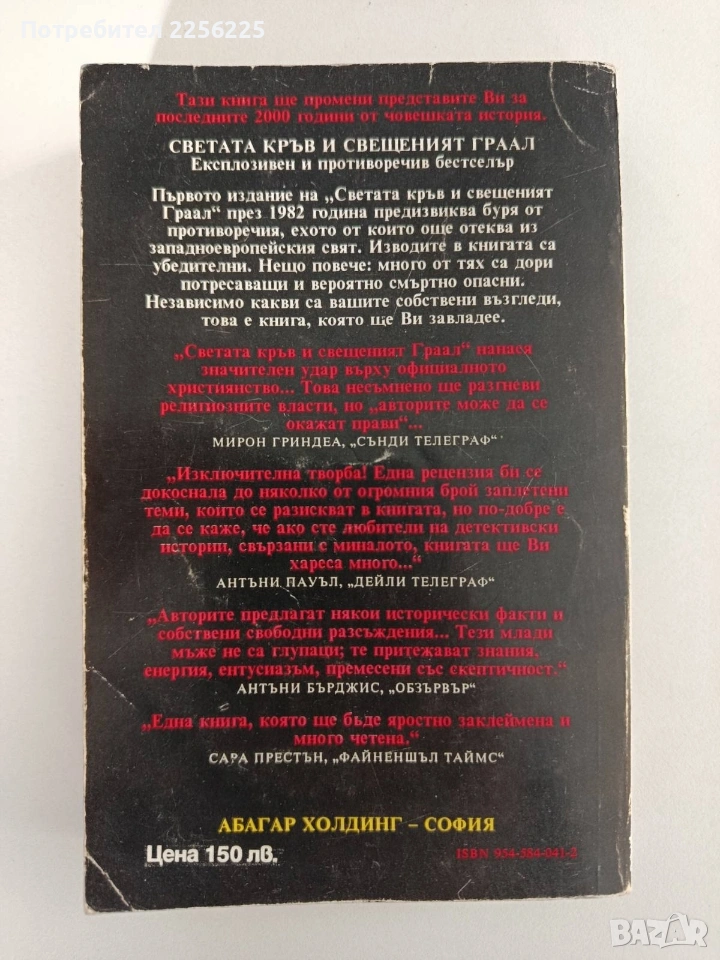 Потребител 2256225
Тази книга ще промени представите Ви за
последните 2000 години от човешката история.
СВЕТАТА КРЪВ И СВЕЩЕНИЯТ ГРААЛ
Експлозивен и противоречив бестселър
Първото издание на „Светата кръв и свещеният
Граал“ през 1982 година предизвиква буря от
противоречия, ехото от които още отеква из
западноевропейския свят. Изводите в книгата са
убедителни. Нещо повече: много от тях са дори
потресаващи и вероятно смъртно опасни.
Независимо какви са вашите собствени възгледи,
това е книга, която ще Ви завладее.
„Светата кръв и свещеният Граал“ нанася
значителен удар върху официалното
християнство... Това несъмнено ще разгневи
религиозните власти, но „авторите може да се
окажат прави“...
МИРОН ГРИНДЕА, „СЪНДИ ТЕЛЕГРАФ“
„Изключителна творба! Една рецензия би се
докоснала до няколко от огромния брой заплетени
теми, които се разискват в книгата, но по-добре е
да се каже, че ако сте любители на детективски
истории, свързани с миналото, книгата ще Ви
хареса много...“
АНТЪНИ ПАУЪЛ, „ДЕЙЛИ ТЕЛЕГРАФ“
„Авторите предлагат някои исторически факти и
собствени свободни разсъждения... Тези млади
мъже не са глупаци; те притежават знания,
енергия, ентусиазъм, премесени със скептичност.“
АНТЪНИ БЪРДЖИС, „ОБЗЪРВЪР“
„Една книга, която ще бъде яростно заклеймена и
много четена.“
САРА ПРЕСТЪН, „ФАЙНЕНШЪЛ ТАЙМС“
АБАГАР ХОЛДИНГ – СОФИЯ
Цена 150 лв.
ISBN 954-584-041-2
BAZAR